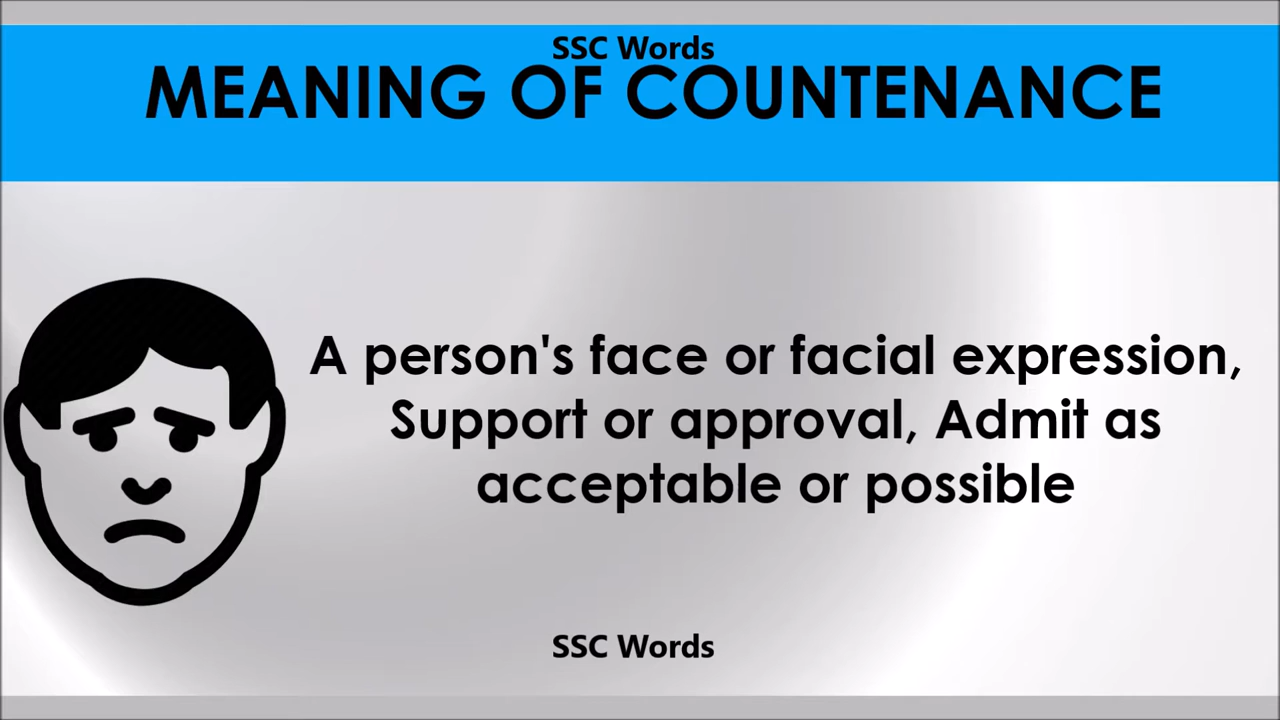 SSC Words
MEANING OF COUNTENANCE
A person's face or facial expression,
Support or approval, Admit as
acceptable or possible
SSC Words